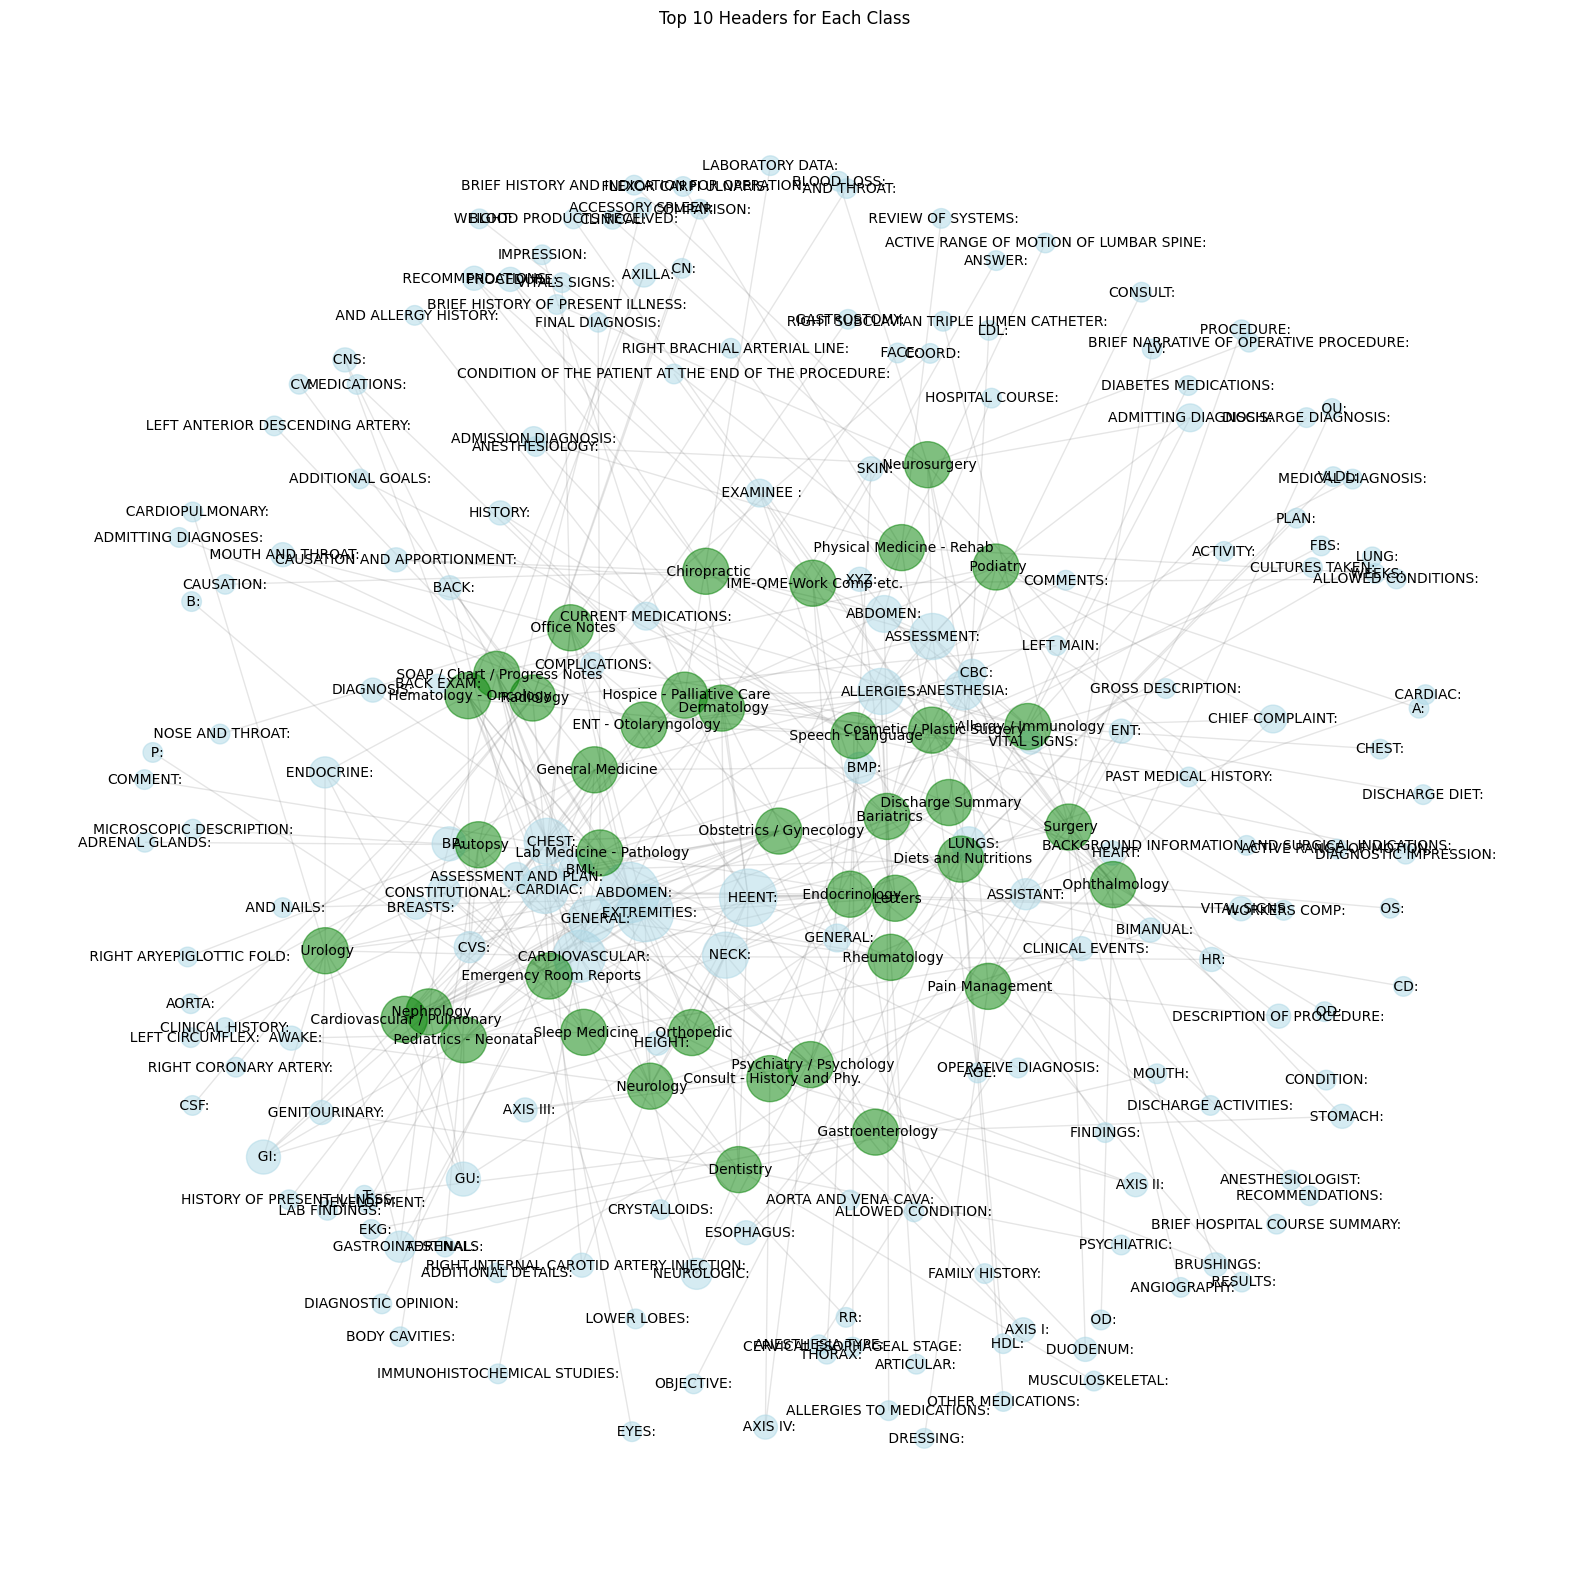 Top 10 Headers for Each Class
LABORATORY DATA:
BLOOD LOSS:
BRIEF HISTORY AND INDICATION FOR OPERATION:
FLEXOR CARPI ULNARIS:
AND THROAT:
ACCESSORY SPLEEN:
COMPARISON:
WEIGHT:
BLOOD PRODUCTS RECEIVED:
CLINICAL:
REVIEW OF SYSTEMS:
ACTIVE RANGE OF MOTION OF LUMBAR SPINE:
IMPRESSION:
ANSWER:
CN:
AXILLA:
RECOMMENDATIONS:
PROCEDURE:
VITALS SIGNS:
CONSULT:
BRIEF HISTORY OF PRESENT ILLNESS:
AND ALLERGY HISTORY:
FINAL DIAGNOSIS:
GASTROSTOMY:
RIGHT SUBCLAVIAN TRIPLE LUMEN CATHETER:
LDL:
PROCEDURE:
BRIEF NARRATIVE OF OPERATIVE PROCEDURE:
RIGHT BRACHIAL ARTERIAL LINE:
FACE:
COORD:
LV:
CNS:
CONDITION OF THE PATIENT AT THE END OF THE PROCEDURE:
CV:
MEDICATIONS:
DIABETES MEDICATIONS:
HOSPITAL COURSE:
OU:
LEFT ANTERIOR DESCENDING ARTERY:
ADMITTING DIAGNOSIS:
DISCHARGE DIAGNOSIS:
ADMISSION DIAGNOSIS:
ANESTHESIOLOGY:
Neurosurgery
SKIN:
ADDITIONAL GOALS:
VLDL:
MEDICAL DIAGNOSIS:
EXAMINEE :
CARDIOPULMONARY:
HISTORY:
PLAN:
ADMITTING DIAGNOSES:
Physical Medicine - Rehab
FBS:
MOUTH AND THROAT:
CAUSATION AND APPORTIONMENT:
ACTIVITY:
LUNG:
Chiropractic
Podiatry
CULTURES TAKEN:
WEEKS:
ALLOWED CONDITIONS:
CAUSATION:
BACK:
IME-QME-Work Comp etc.
XYZ:
COMMENTS:
B:
CURRENT MEDICATIONS:
ABDOMEN:
Office Notes
ASSESSMENT:
LEFT MAIN:
COMPLICATIONS:
SOAP / Chart / Progress Notes
CBC:
BACK EXAM:
DIAGNOSIS:
Hematology - Oncology
Radiology
Hospice - Palliative Care
ALLERGIES:
ANESTHESIA:
GROSS DESCRIPTION:
CARDIAC:
Dermatology
A:
ENT - Otolaryngology
Cosmetic / Plastic Surgery
Allergy / Immunology
CHIEF COMPLAINT:
NOSE AND THROAT:
Speech - Language
VITAL SIGNS:
ENT:
P:
CHEST:
ENDOCRINE:
General Medicine
BMP:
PAST MEDICAL HISTORY:
COMMENT:
DISCHARGE DIET:
Discharge Summary
Bariatrics
MICROSCOPIC DESCRIPTION:
Obstetrics / Gynecology
Surgery
ADRENAL GLANDS:
BP:
Autopsy
CHEST:
LUNGS:
BACKGROUND INFORMATION AND SURGICAL INDICATIONS:
ACTIVE RANGE OF MOTION:
Lab Medicine - Pathology
Diets and Nutritions
HEART:
DIAGNOSTIC IMPRESSION:
BMI:
ASSESSMENT AND PLAN:
Ophthalmology
CONSTITUTIONAL:
CARDIAC:
ABDOMEN:
HEENT:
Endocrinology
Letters
ASSISTANT:
AND NAILS:
BREASTS:
EXTREMITIES:
VITAL SIGNS:
WORKERS COMP:
OS:
GENERAL:
BIMANUAL:
GENERAL:
Urology
CVS:
NECK:
CLINICAL EVENTS:
RIGHT ARYEPIGLOTTIC FOLD:
CARDIOVASCULAR:
Rheumatology
HR:
Emergency Room Reports
Pain Management
CD:
AORTA:
Nephrology
OD:
Cardiovascular / Pulmonary
DESCRIPTION OF PROCEDURE:
CLINICAL HISTORY:
LEFT CIRCUMFLEX:
AWAKE:
Pediatrics - Neonatal
Sleep Medicine
Orthopedic
HEIGHT:
RIGHT CORONARY ARTERY:
Psychiatry / Psychology
OPERATIVE DIAGNOSIS:
AGE:
MOUTH:
Consult - History and Phy.
CONDITION:
Neurology
CSF:
GENITOURINARY:
AXIS III:
DISCHARGE ACTIVITIES:
STOMACH:
Gastroenterology
FINDINGS:
GI:
Dentistry
GU:
AXIS II:
ANESTHESIOLOGIST:
RECOMMENDATIONS:
T:
HISTORY OF PRESENT ILLNESS:
DEVELOPMENT:
AORTA AND VENA CAVA:
LAB FINDINGS:
CRYSTALLOIDS:
ALLOWED CONDITION:
BRIEF HOSPITAL COURSE SUMMARY:
EKG:
ESOPHAGUS:
GASTROINTESTINAL:
ADRENALS:
PSYCHIATRIC:
RIGHT INTERNAL CAROTID ARTERY INJECTION:
BRUSHINGS:
ADDITIONAL DETAILS:
NEUROLOGIC:
FAMILY HISTORY:
RESULTS:
ANGIOGRAPHY:
DIAGNOSTIC OPINION:
LOWER LOBES:
RR:
OD:
AXIS I:
BODY CAVITIES:
ANESTHESIA TYPE:
CERVICAL ESOPHAGEAL STAGE:
HDL:
DUODENUM:
THORAX:
ARTICULAR:
IMMUNOHISTOCHEMICAL STUDIES:
OBJECTIVE:
MUSCULOSKELETAL:
OTHER MEDICATIONS:
ALLERGIES TO MEDICATIONS:
EYES:
AXIS IV:
DRESSING: